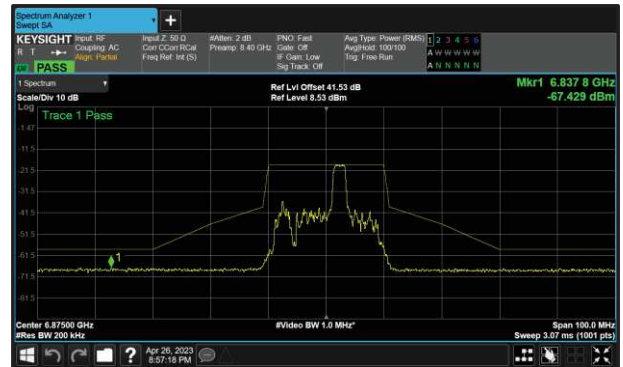 Spectrum Analyzer 1
Swept SA
+
KEYSIGHT Input: RF Input Z: 50 Ω #Atten: 2 dB PNO: Fast Avg Type: Power (RMS) 1 2 3 4 5 6
R T Coupling: AC Corr CCorr RCal Preamp: 8.40 GHz Gate: Off Avg|Hold: 100/100 A W W W W W
Align: Partial Freq Ref: Int (S) IF Gain: Low Trig: Free Run A N N N N N
PASS Sig Track: Off
1 Spectrum Ref Lvl Offset 41.53 dB Mkr1 6.837 8 GHz
Scale/Div 10 dB Ref Level 8.53 dBm -67.429 dBm
Log
Trace 1 Pass
-1.47
-11.5
-21.5
-31.5
-41.5
-51.5
1
-61.5
-71.5
-81.5
Center 6.87500 GHz #Video BW 1.0 MHz* Span 100.0 MHz
#Res BW 200 kHz Sweep 3.07 ms (1001 pts)
? Apr 26, 2023
8:57:18 PM